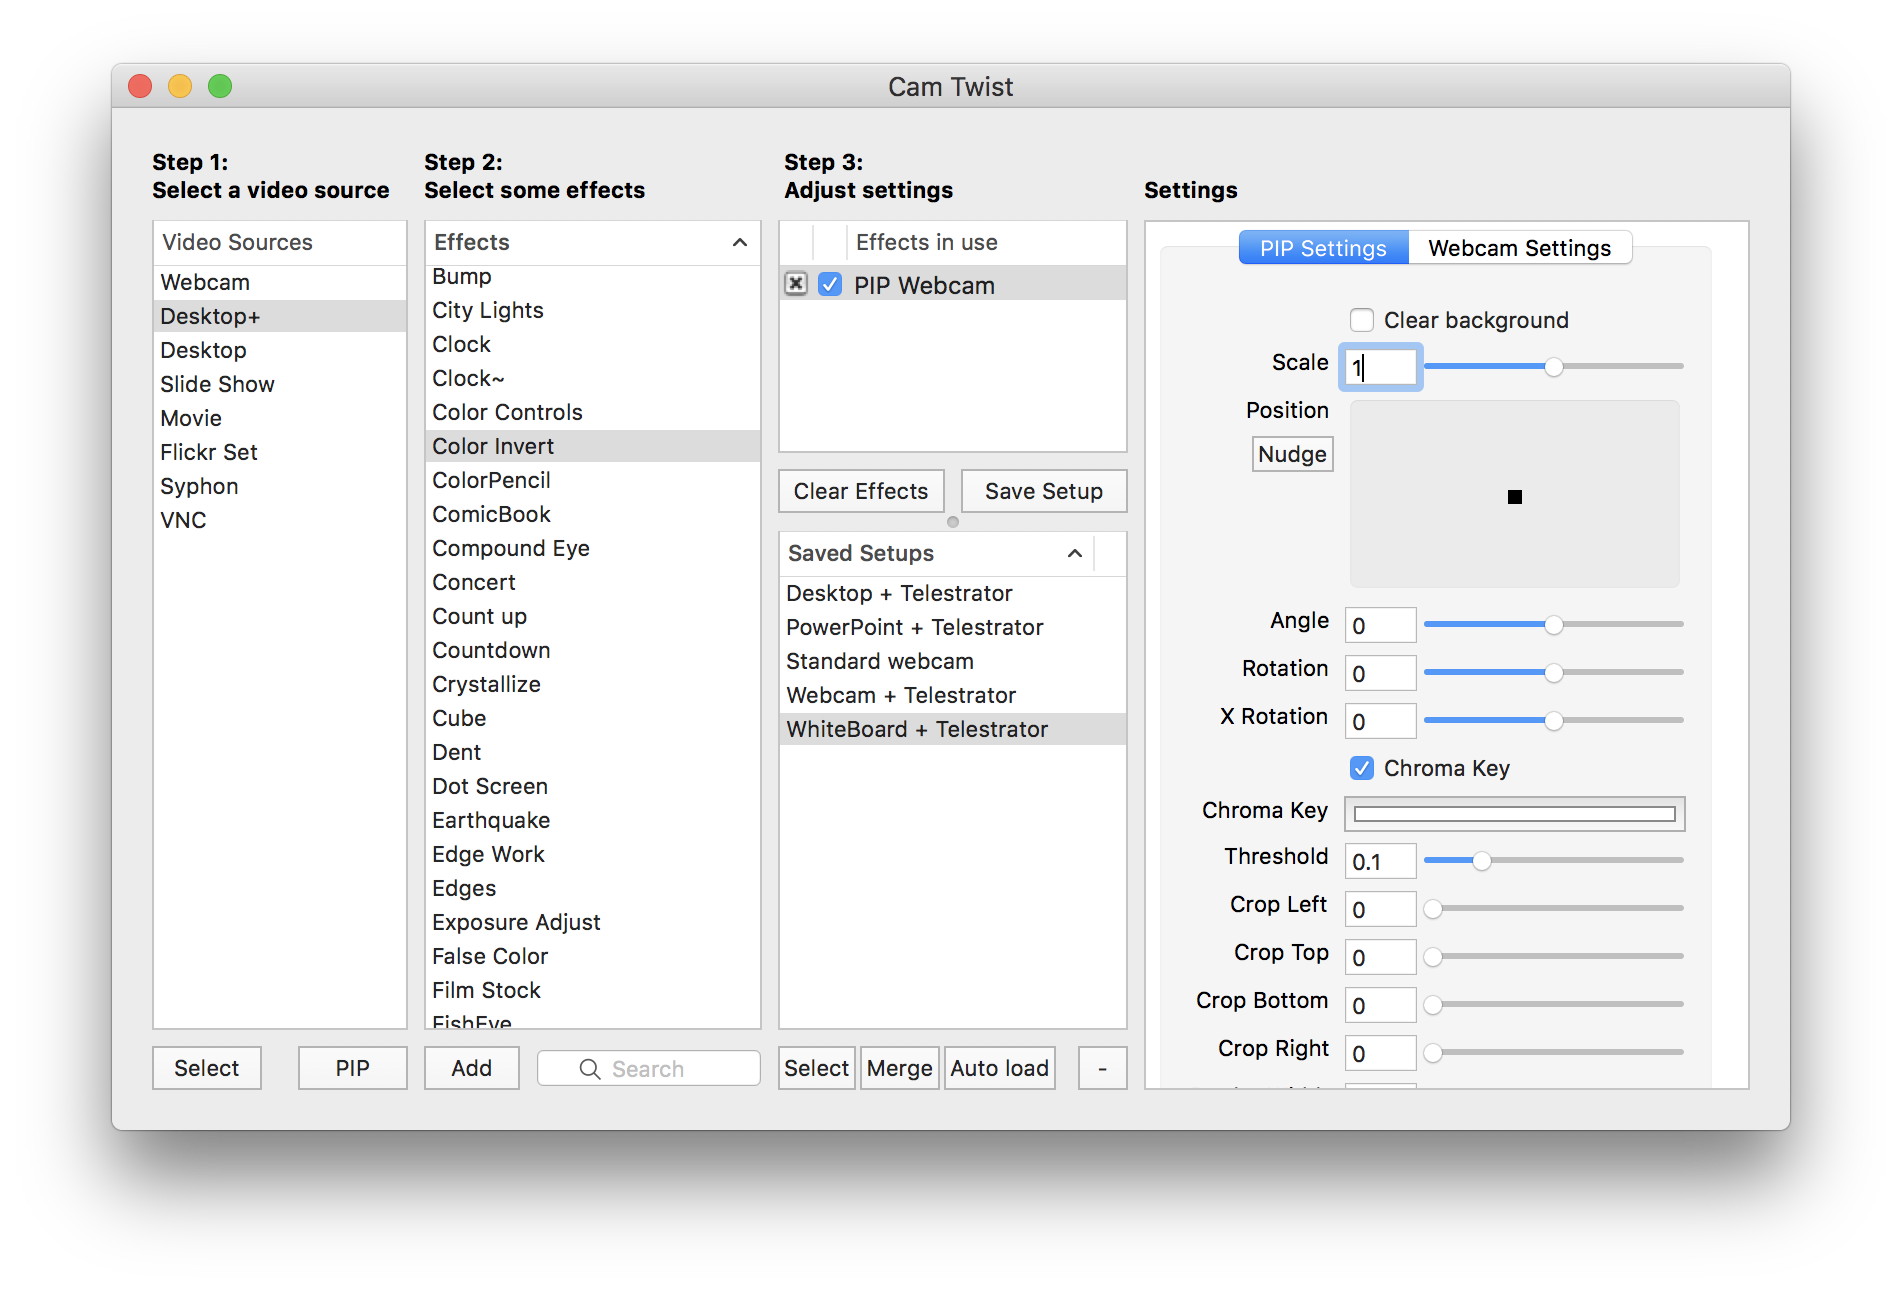 Cam Twist
Step 1:
Select a video source
Video Sources
Webcam
Desktop+
Desktop
Slide Show
Movie
Flickr Set
Syphon
VNC
Select
PIP
Step 2:
Select some effects
Effects
Bump
City Lights
Clock
Clock~
Color Controls
Color Invert
ColorPencil
ComicBook
Compound Eye
Concert
Count up
Countdown
Crystallize
Cube
Dent
Dot Screen
Earthquake
Edge Work
Edges
Exposure Adjust
False Color
Film Stock
FishEye
Add
Search
Step 3:
Adjust settings
Effects in use
PIP Webcam
Clear Effects
Save Setup
Saved Setups
Desktop + Telestrator
PowerPoint + Telestrator
Standard webcam
Webcam + Telestrator
WhiteBoard + Telestrator
Select
Merge
Auto load
-
Settings
PIP Settings
Webcam Settings
Clear background
Scale 1
Position
Nudge
Angle 0
Rotation 0
X Rotation 0
Chroma Key
Chroma Key
Threshold 0.1
Crop Left 0
Crop Top 0
Crop Bottom 0
Crop Right 0